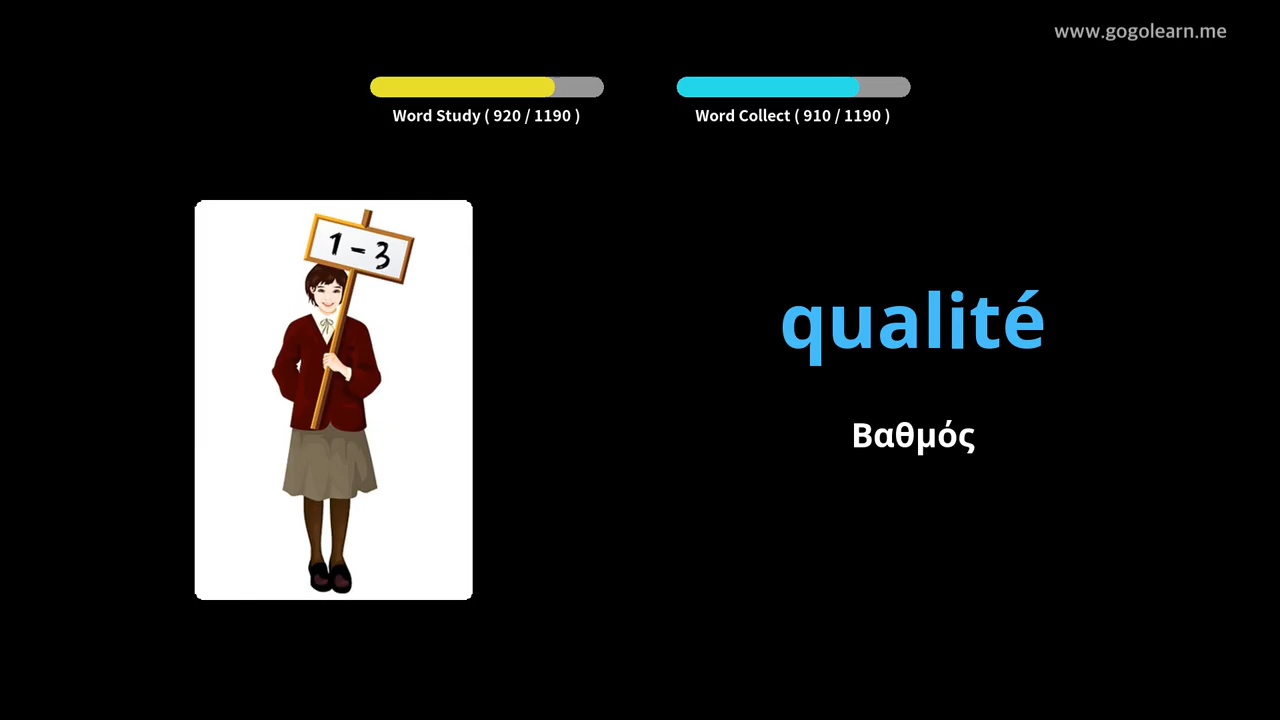 www.gogolearn.me
Word Study ( 920 / 1190 )
Word Collect ( 910 / 1190 )
1 - 3
qualité
Βαθμός